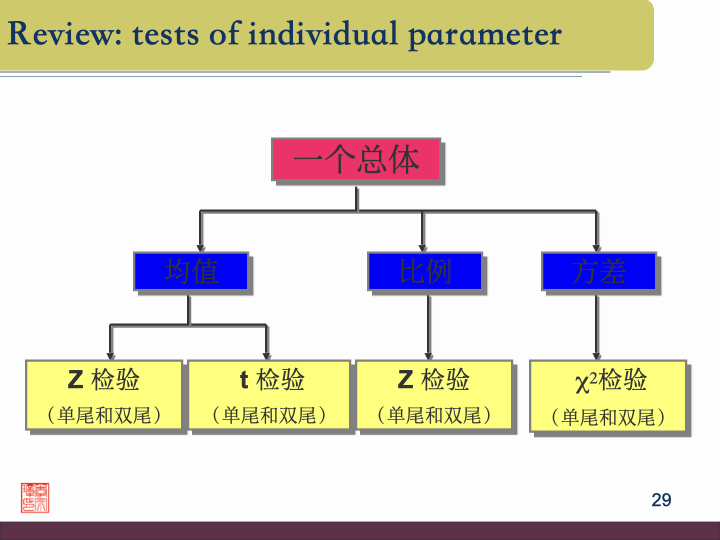 Review: tests of individual parameter
一个总体
均值
比例
方差
Z 检验
（单尾和双尾）
t 检验
（单尾和双尾）
Z 检验
（单尾和双尾）
χ²检验
（单尾和双尾）
29